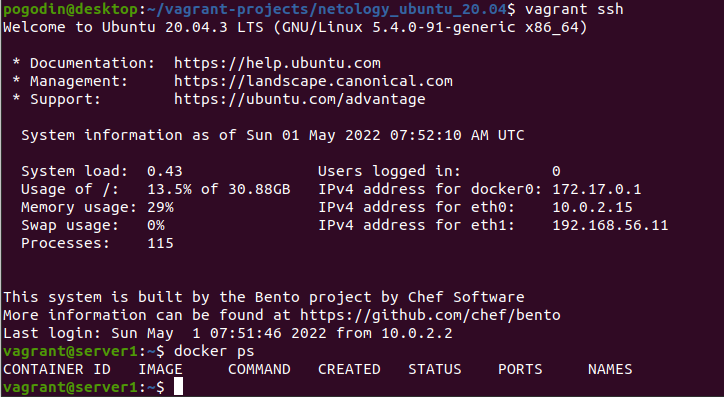 pogodin@desktop:~/vagrant-projects/netology_ubuntu_20.04$ vagrant ssh
Welcome to Ubuntu 20.04.3 LTS (GNU/Linux 5.4.0-91-generic x86_64)

 * Documentation:  https://help.ubuntu.com
 * Management:     https://landscape.canonical.com
 * Support:        https://ubuntu.com/advantage

  System information as of Sun 01 May 2022 07:52:10 AM UTC

  System load:  0.43               Users logged in:          0
  Usage of /:   13.5% of 30.88GB   IPv4 address for docker0: 172.17.0.1
  Memory usage: 29%                IPv4 address for eth0:    10.0.2.15
  Swap usage:   0%                 IPv4 address for eth1:    192.168.56.11
  Processes:    115

This system is built by the Bento project by Chef Software
More information can be found at https://github.com/chef/bento
Last login: Sun May  1 07:51:46 2022 from 10.0.2.2
vagrant@server1:~$ docker ps
CONTAINER ID   IMAGE     COMMAND   CREATED   STATUS    PORTS     NAMES
vagrant@server1:~$